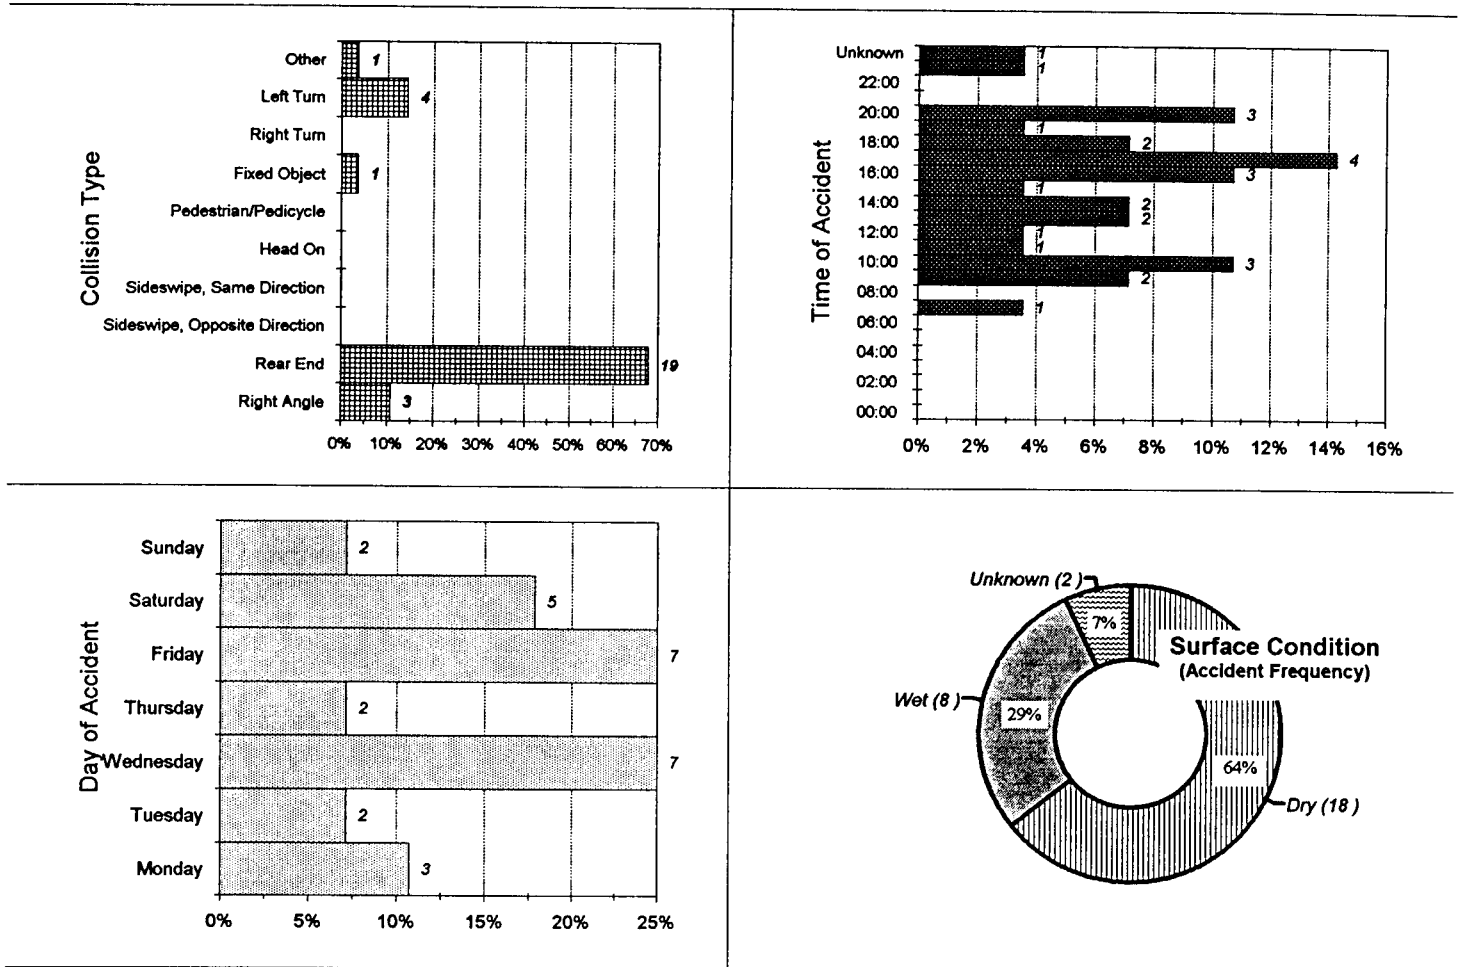 Collision Type
Other 1
Left Turn 4
Right Turn
Fixed Object 1
Pedestrian/Pedicycle
Head On
Sideswipe, Same Direction
Sideswipe, Opposite Direction
Rear End 19
Right Angle 3
0% 10% 20% 30% 40% 50% 60% 70%
Time of Accident
Unknown 1
1
22:00
20:00 3
1
18:00 2
4
16:00 3
1
14:00 2
2
12:00 1
1
10:00 3
2
08:00
1
06:00
04:00
02:00
00:00
0% 2% 4% 6% 8% 10% 12% 14% 16%
Day of Accident
Sunday 2
Saturday 5
Friday 7
Thursday 2
Wednesday 7
Tuesday 2
Monday 3
0% 5% 10% 15% 20% 25%
Unknown (2 )
7%
Surface Condition
(Accident Frequency)
Wet (8 )
29%
64%
Dry (18 )